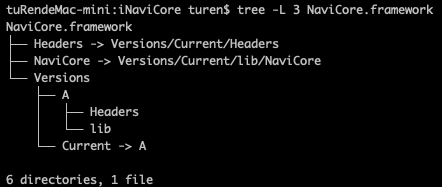 tuRendeMac-mini:iNaviCore turen$ tree -L 3 NaviCore.framework
NaviCore.framework
├── Headers -> Versions/Current/Headers
├── NaviCore -> Versions/Current/lib/NaviCore
└── Versions
    ├── A
    │   ├── Headers
    │   └── lib
    └── Current -> A

6 directories, 1 file